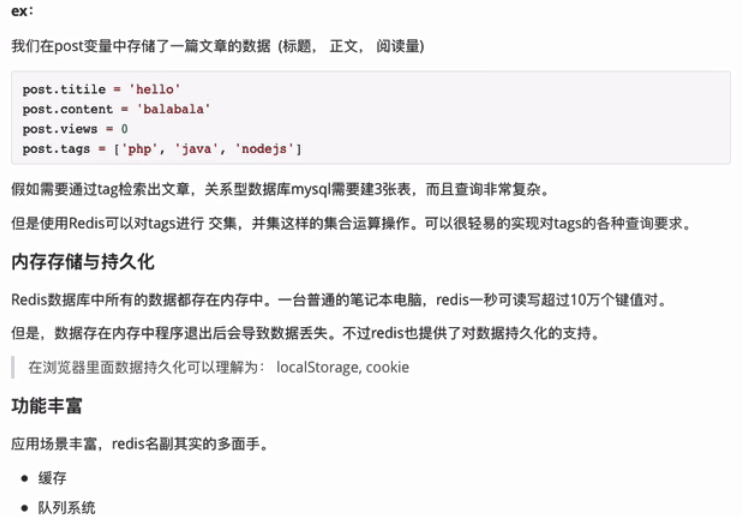 ex：
我们在post变量中存储了一篇文章的数据 (标题， 正文， 阅读量)
post.titile = 'hello'
post.content = 'balabala'
post.views = 0
post.tags = ['php', 'java', 'nodejs']
假如需要通过tag检索出文章，关系型数据库mysql需要建3张表，而且查询非常复杂。
但是使用Redis可以对tags进行 交集，并集这样的集合运算操作。可以很轻易的实现对tags的各种查询要求。
内存存储与持久化
Redis数据库中所有的数据都存在内存中。一台普通的笔记本电脑，redis一秒可读写超过10万个键值对。
但是，数据存在内存中程序退出后会导致数据丢失。不过redis也提供了对数据持久化的支持。
在浏览器里面数据持久化可以理解为： localStorage, cookie
功能丰富
应用场景丰富，redis名副其实的多面手。
● 缓存
● 队列系统